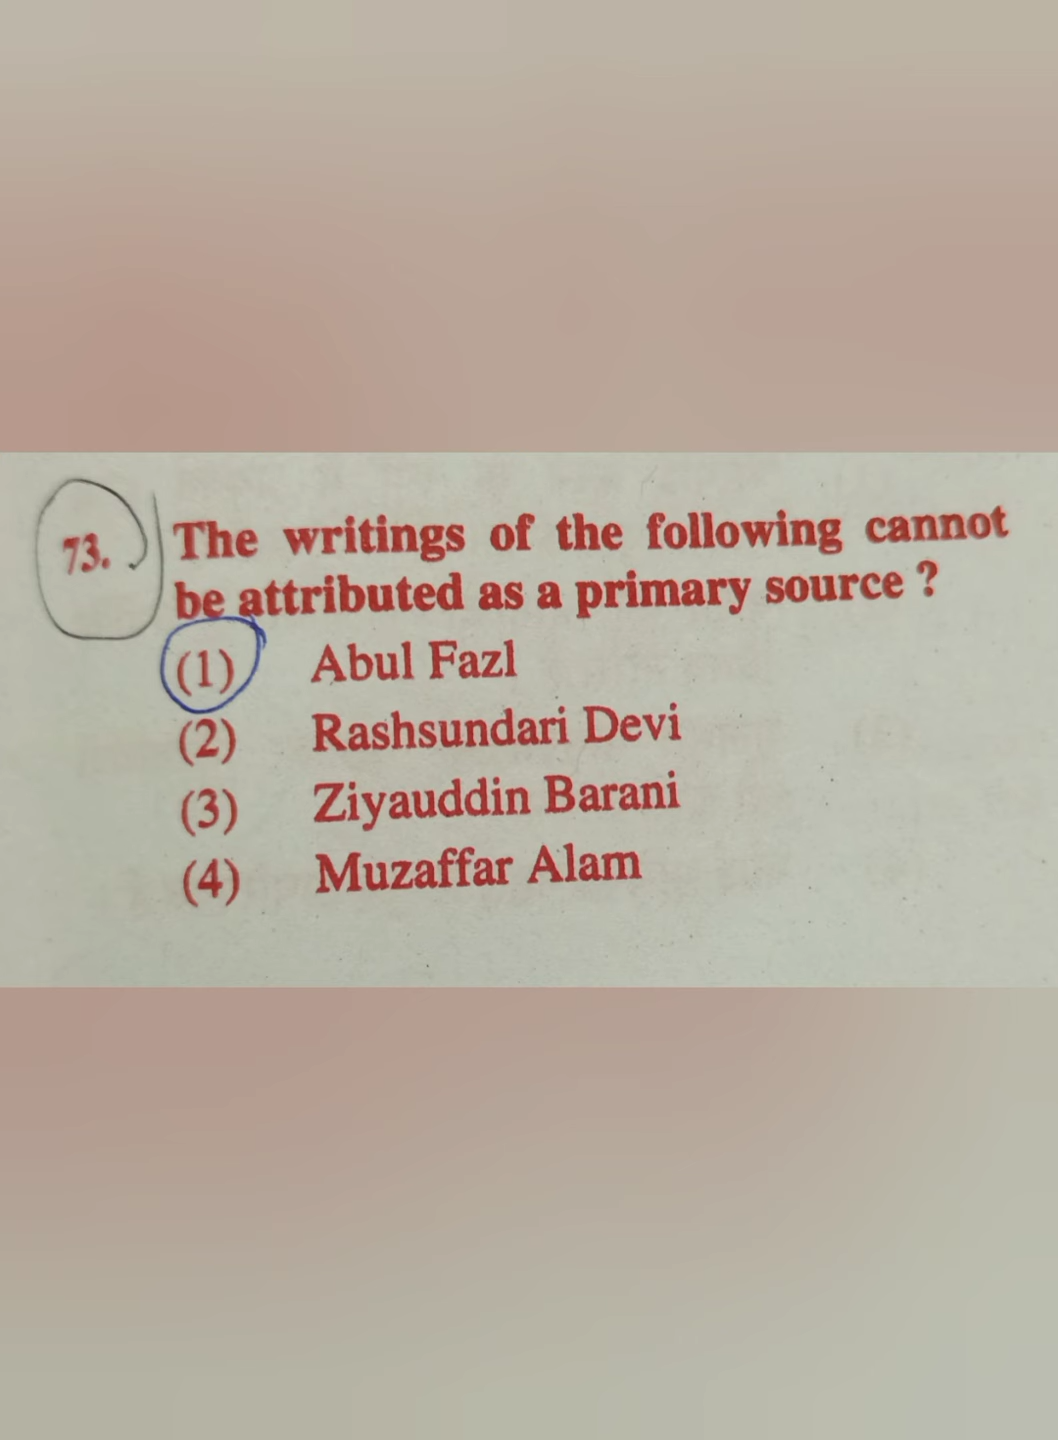 73. The writings of the following cannot
be attributed as a primary source ?
(1) Abul Fazl
(2) Rashsundari Devi
(3) Ziyauddin Barani
(4) Muzaffar Alam